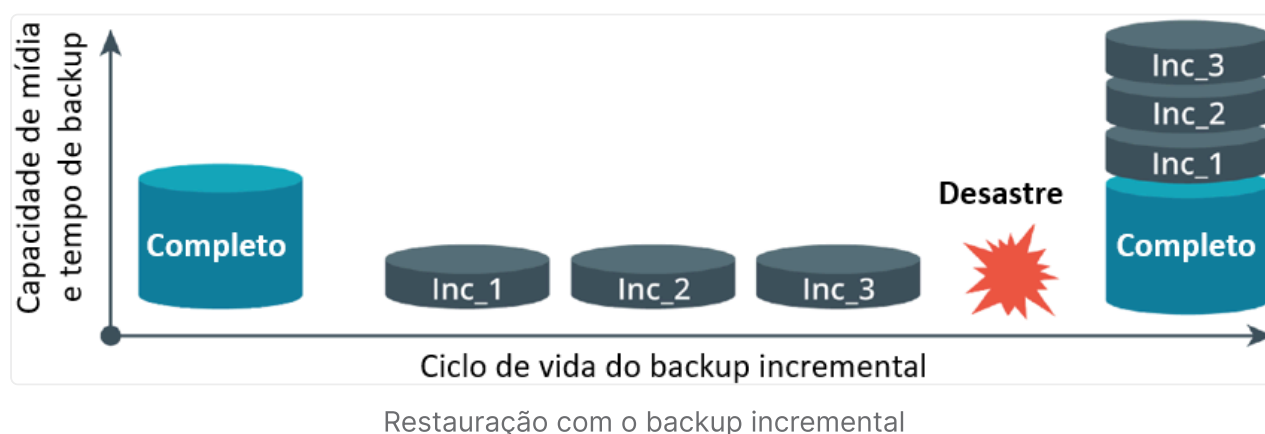 Capacidade de mídia
e tempo de backup
Completo
Inc_1
Inc_2
Inc_3
Desastre
Inc_3
Inc_2
Inc_1
Completo
Ciclo de vida do backup incremental
Restauração com o backup incremental